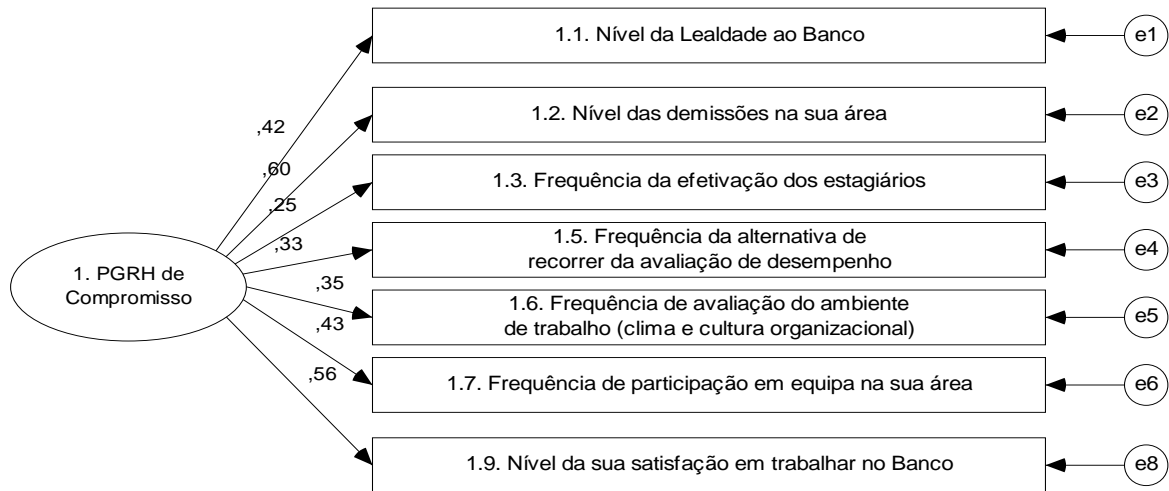 1.1. Nível da Lealdade ao Banco
e1
1.2. Nível das demissões na sua área
e2
1.3. Frequência da efetivação dos estagiários
e3
1.5. Frequência da alternativa de
recorrer da avaliação de desempenho
e4
1.6. Frequência de avaliação do ambiente
de trabalho (clima e cultura organizacional)
e5
1.7. Frequência de participação em equipa na sua área
e6
1.9. Nível da sua satisfação em trabalhar no Banco
e8
1. PGRH de
Compromisso
,42
,60
,25
,33
,35
,43
,56